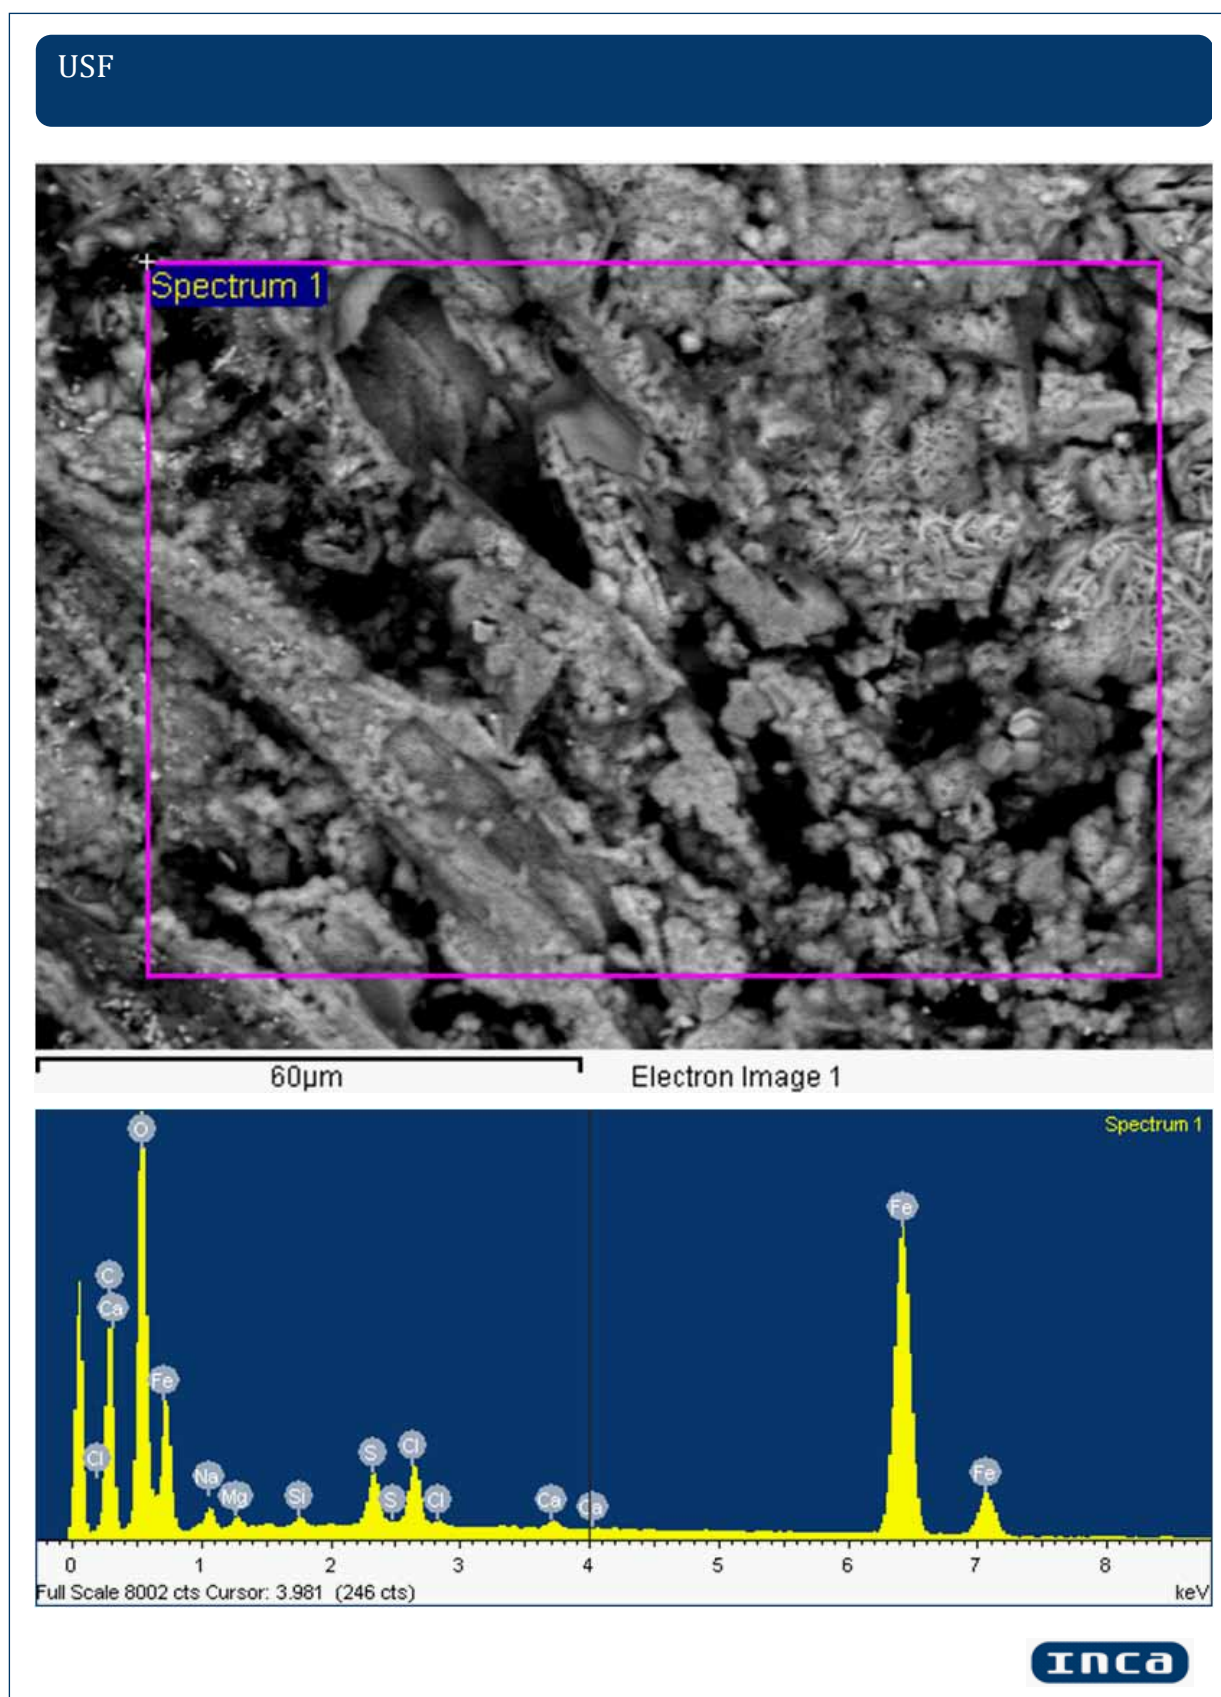 USF
Spectrum 1
60µm
Electron Image 1
Spectrum 1
O
C
Ca
Fe
Cl
Na
Mg
Si
S
S
Cl
Cl
Ca
Ca
Fe
Fe
0 1 2 3 4 5 6 7 8
Full Scale 8002 cts Cursor: 3.981 (246 cts)
keV
INCA